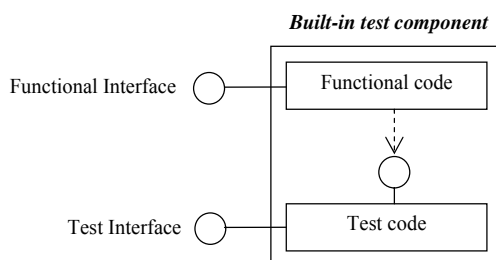 Built-in test component
Functional Interface
Functional code
Test Interface
Test code